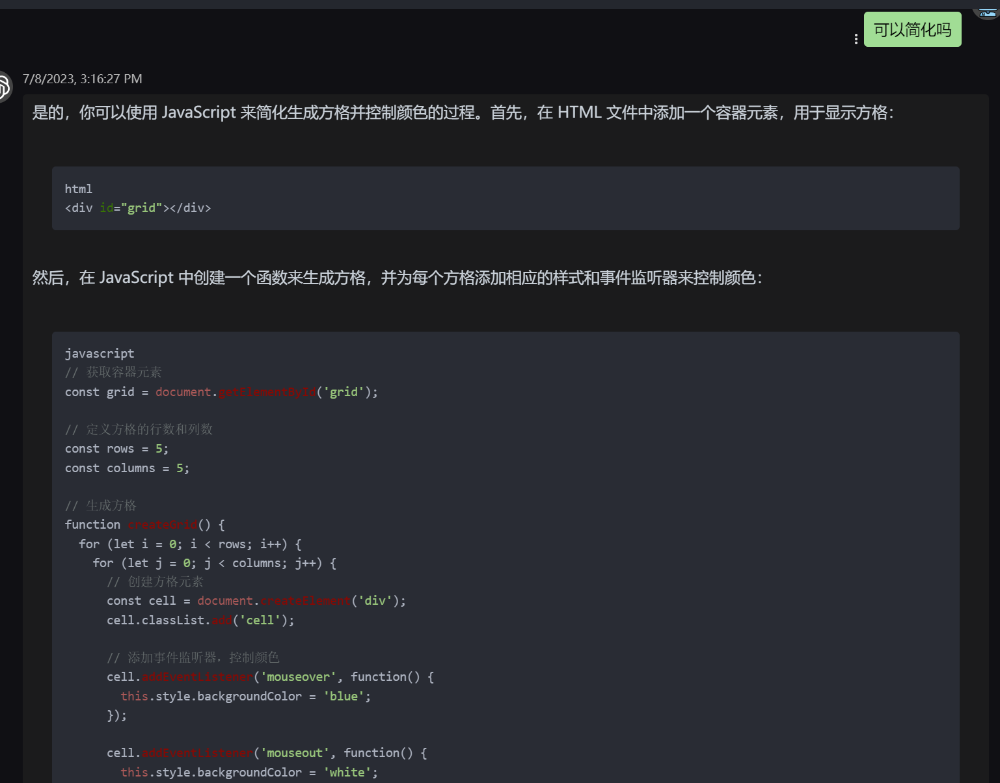 可以简化吗
7/8/2023, 3:16:27 PM
是的，你可以使用 JavaScript 来简化生成方格并控制颜色的过程。首先，在 HTML 文件中添加一个容器元素，用于显示方格：
html
<div id="grid"></div>
然后，在 JavaScript 中创建一个函数来生成方格，并为每个方格添加相应的样式和事件监听器来控制颜色：
javascript
// 获取容器元素
const grid = document.getElementById('grid');
// 定义方格的行数和列数
const rows = 5;
const columns = 5;
// 生成方格
function createGrid() {
for (let i = 0; i < rows; i++) {
for (let j = 0; j < columns; j++) {
// 创建方格元素
const cell = document.createElement('div');
cell.classList.add('cell');
// 添加事件监听器，控制颜色
cell.addEventListener('mouseover', function() {
this.style.backgroundColor = 'blue';
});
cell.addEventListener('mouseout', function() {
this.style.backgroundColor = 'white';